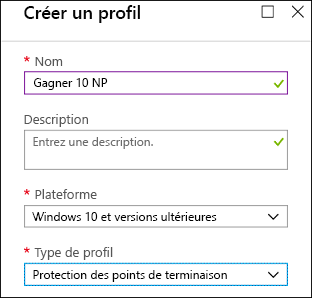 Créer un profil
* Nom
Gagner 10 NP
Description
Entrez une description.
* Plateforme
Windows 10 et versions ultérieures
* Type de profil
Protection des points de terminaison